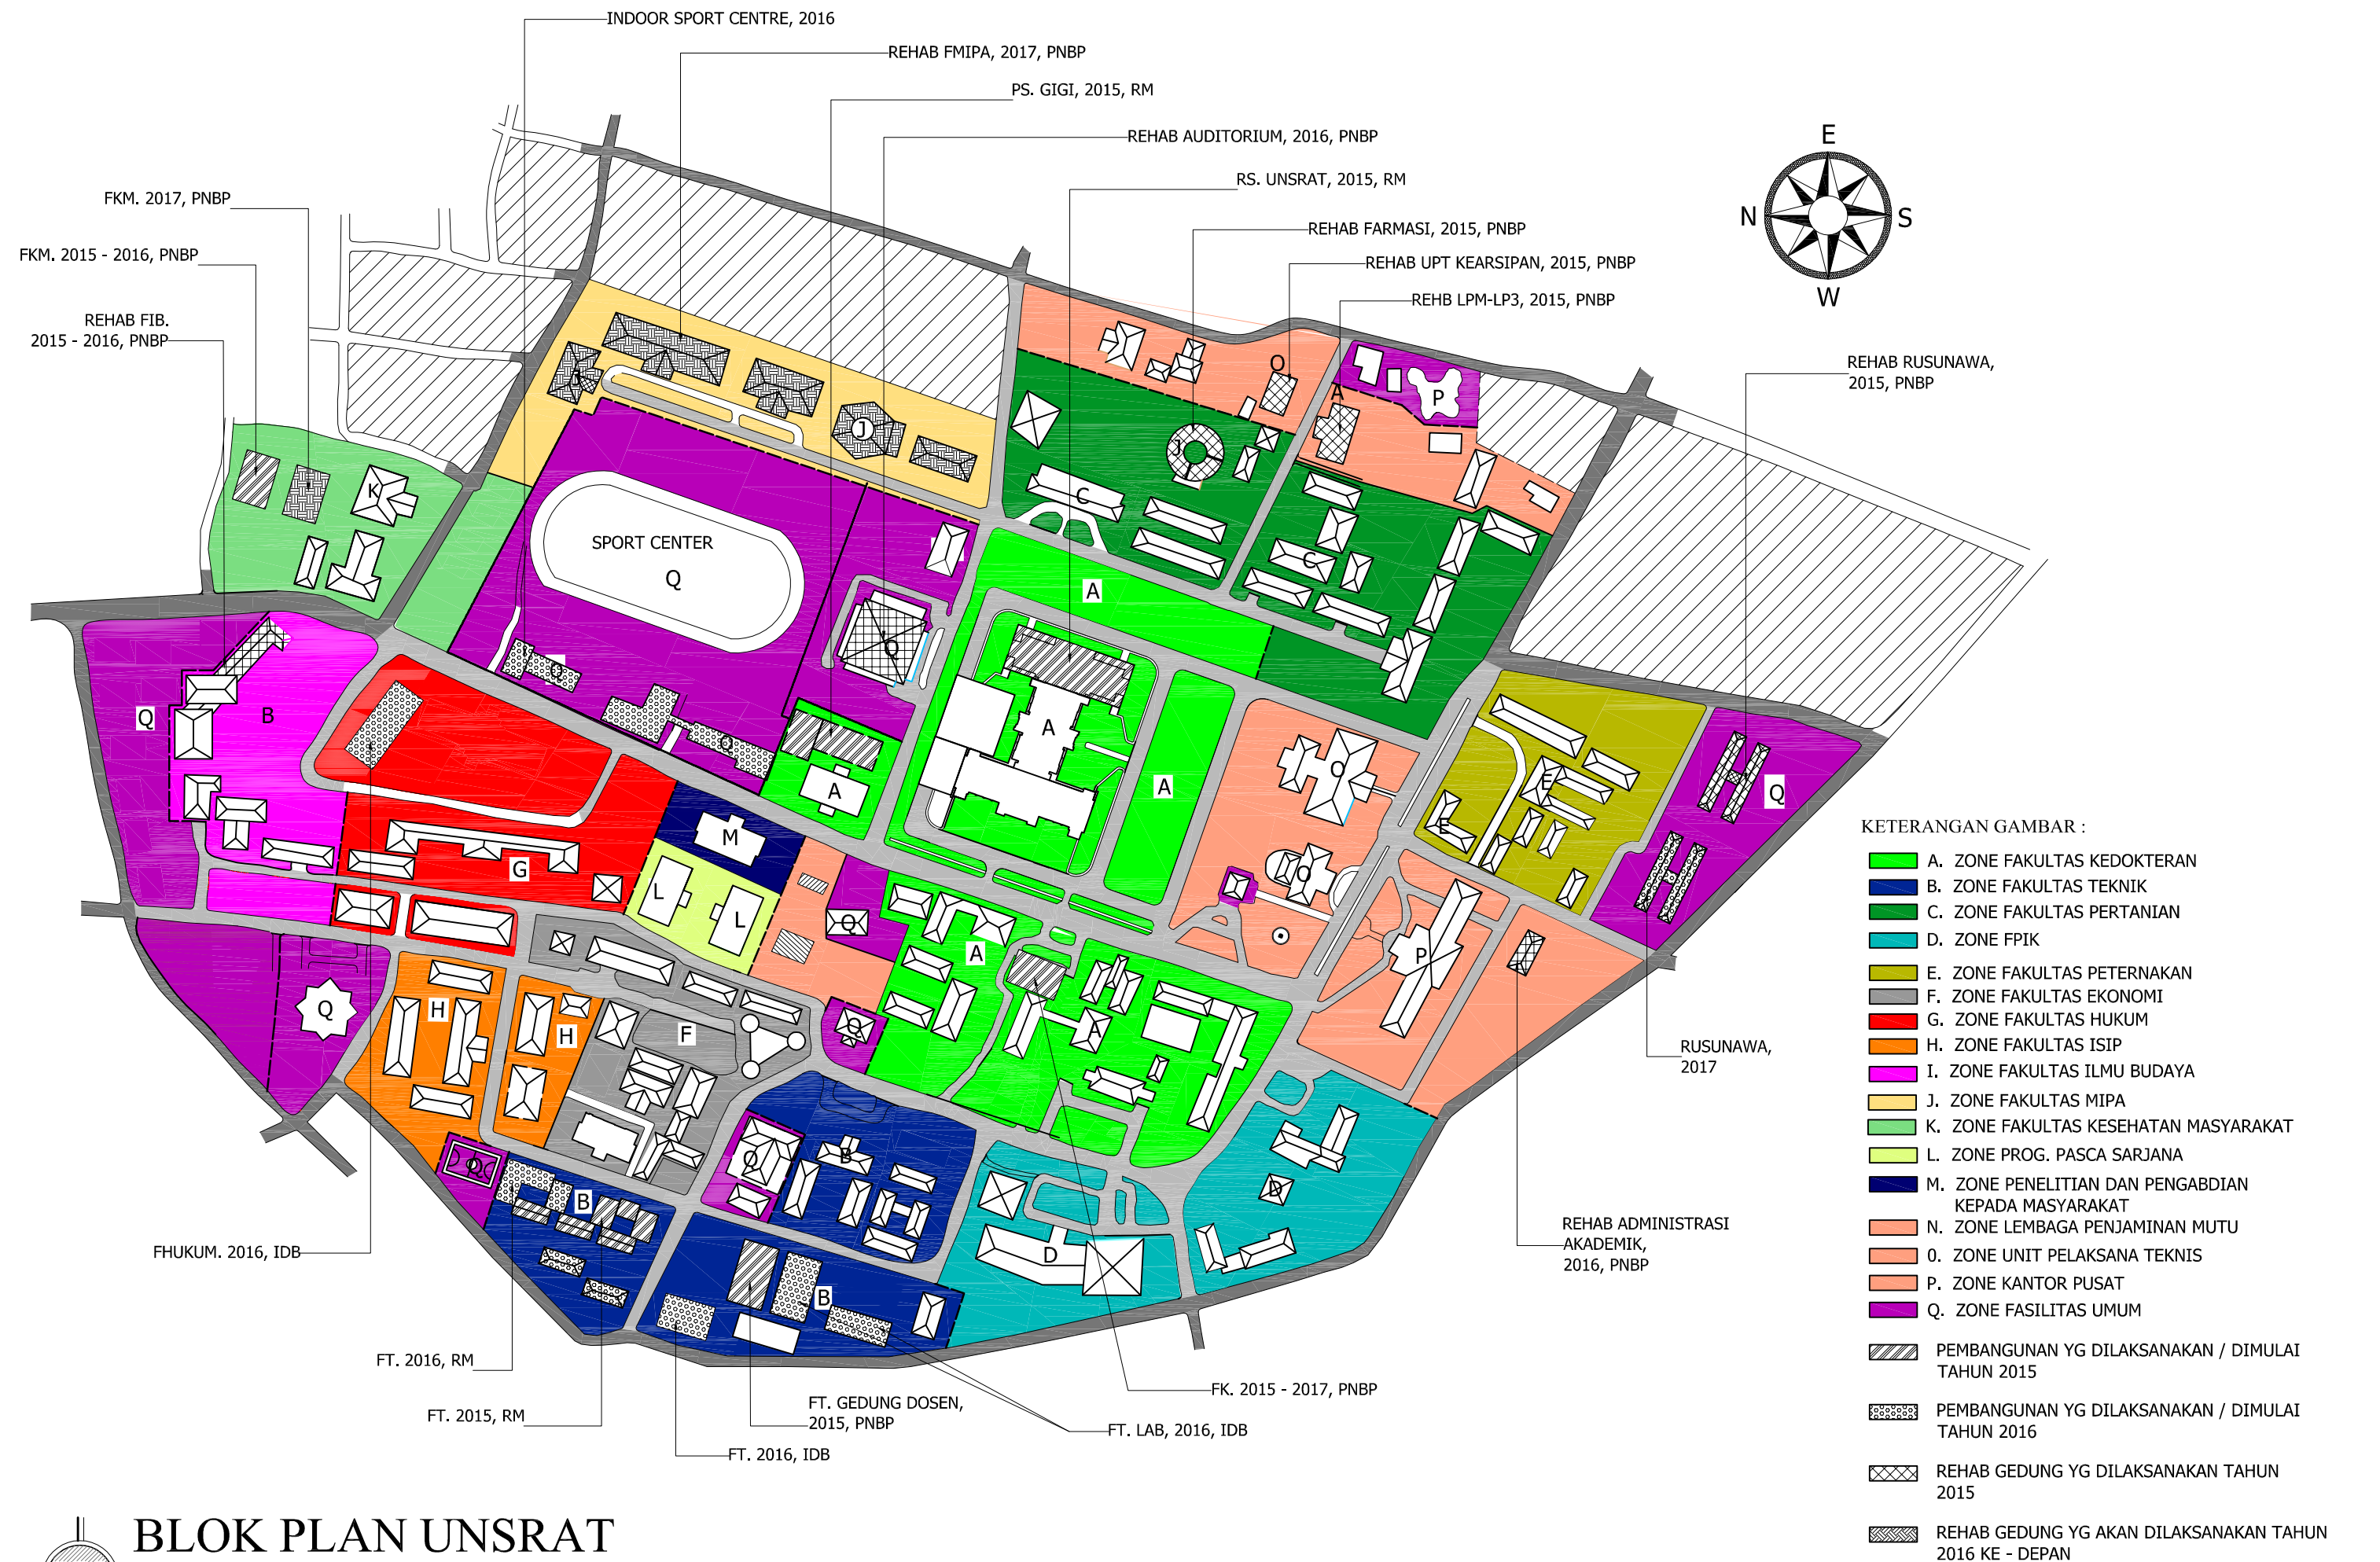 INDOOR SPORT CENTRE, 2016
REHAB FMIPA, 2017, PNBP
PS. GIGI, 2015, RM
REHAB AUDITORIUM, 2016, PNBP
RS. UNSRAT, 2015, RM
REHAB FARMASI, 2015, PNBP
REHAB UPT KEARSIPAN, 2015, PNBP
REHB LPM-LP3, 2015, PNBP
REHAB RUSUNAWA,
2015, PNBP
E
N
S
W
FKM. 2017, PNBP
FKM. 2015 - 2016, PNBP
REHAB FIB.
2015 - 2016, PNBP
O
A
P
J
J
K
C
C
SPORT CENTER
Q
A
Q
Q
Q
B
A
Q
A
O
A
A
E
E
Q
M
G
L
L
Q
O
A
P
Q
H
H
F
Q
A
Q
B
Q
D
B
D
B
RUSUNAWA,
2017
REHAB ADMINISTRASI
AKADEMIK,
2016, PNBP
FHUKUM. 2016, IDB
FT. 2016, RM
FT. 2015, RM
FT. GEDUNG DOSEN,
2015, PNBP
FT. 2016, IDB
FT. LAB, 2016, IDB
FK. 2015 - 2017, PNBP
KETERANGAN GAMBAR :
A. ZONE FAKULTAS KEDOKTERAN
B. ZONE FAKULTAS TEKNIK
C. ZONE FAKULTAS PERTANIAN
D. ZONE FPIK
E. ZONE FAKULTAS PETERNAKAN
F. ZONE FAKULTAS EKONOMI
G. ZONE FAKULTAS HUKUM
H. ZONE FAKULTAS ISIP
I. ZONE FAKULTAS ILMU BUDAYA
J. ZONE FAKULTAS MIPA
K. ZONE FAKULTAS KESEHATAN MASYARAKAT
L. ZONE PROG. PASCA SARJANA
M. ZONE PENELITIAN DAN PENGABDIAN
KEPADA MASYARAKAT
N. ZONE LEMBAGA PENJAMINAN MUTU
0. ZONE UNIT PELAKSANA TEKNIS
P. ZONE KANTOR PUSAT
Q. ZONE FASILITAS UMUM
PEMBANGUNAN YG DILAKSANAKAN / DIMULAI
TAHUN 2015
PEMBANGUNAN YG DILAKSANAKAN / DIMULAI
TAHUN 2016
REHAB GEDUNG YG DILAKSANAKAN TAHUN
2015
REHAB GEDUNG YG AKAN DILAKSANAKAN TAHUN
2016 KE - DEPAN
BLOK PLAN UNSRAT